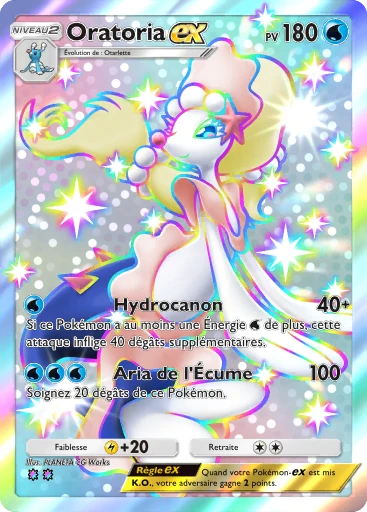 NIVEAU 2 Oratoria ex PV 180
Évolution de : Otarlette
Hydrocanon 40+
Si ce Pokémon a au moins une Énergie de plus, cette
attaque inflige 40 dégâts supplémentaires.
Aria de l'Écume 100
Soignez 20 dégâts de ce Pokémon.
Faiblesse +20 Retraite
Illus. PLANETA CG Works
Règle ex Quand votre Pokémon-ex est mis
K.O., votre adversaire gagne 2 points.